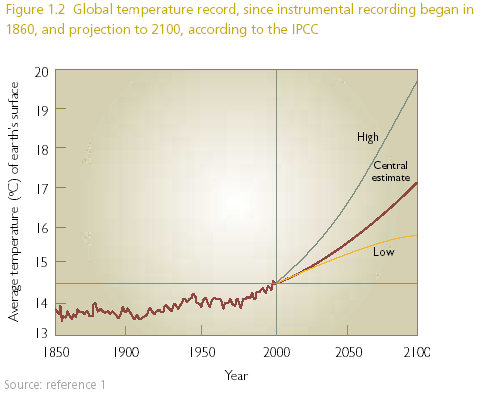 Figure 1.2 Global temperature record, since instrumental recording began in
1860, and projection to 2100, according to the IPCC
Average temperature (ºC) of earth's surface
20
19
18
17
16
15
14
13
High
Central
estimate
Low
1850
1900
1950
2000
2050
2100
Year
Source: reference 1